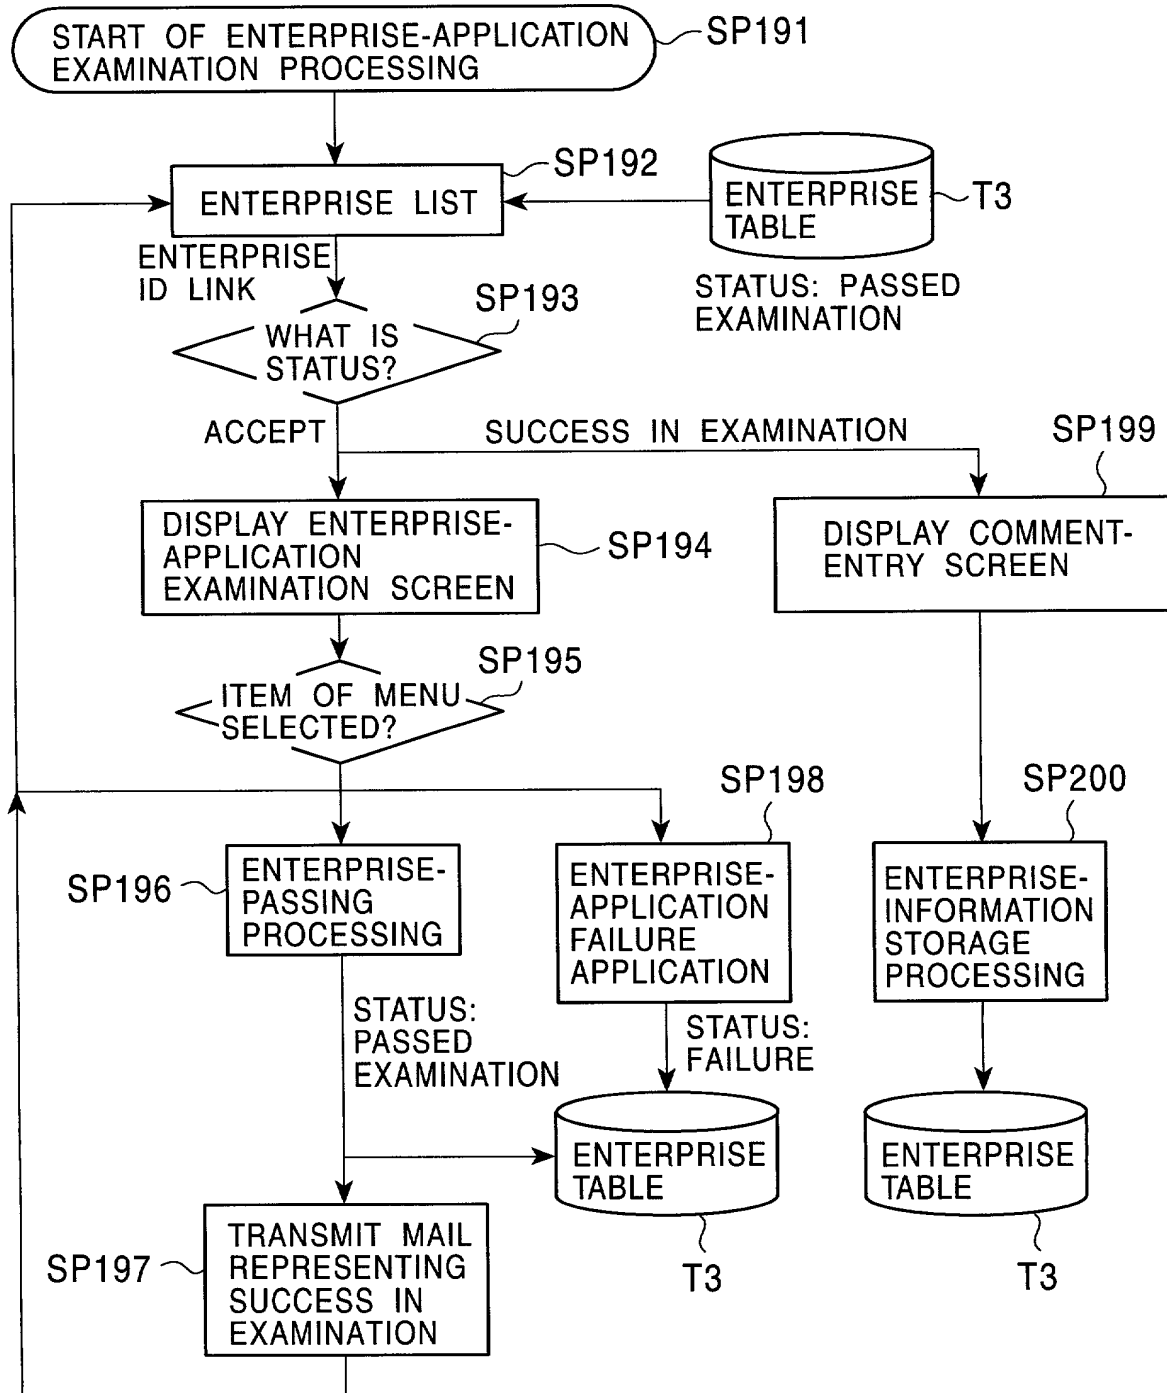 START OF ENTERPRISE-APPLICATION
EXAMINATION PROCESSING
SP191
SP192
ENTERPRISE LIST
ENTERPRISE
TABLE
T3
ENTERPRISE
ID LINK
STATUS: PASSED
EXAMINATION
SP193
WHAT IS
STATUS?
ACCEPT
SUCCESS IN EXAMINATION
SP199
DISPLAY ENTERPRISE-
APPLICATION
EXAMINATION SCREEN
SP194
DISPLAY COMMENT-
ENTRY SCREEN
SP195
ITEM OF MENU
SELECTED?
SP198
SP200
SP196
ENTERPRISE-
PASSING
PROCESSING
ENTERPRISE-
APPLICATION
FAILURE
APPLICATION
ENTERPRISE-
INFORMATION
STORAGE
PROCESSING
STATUS:
PASSED
EXAMINATION
STATUS:
FAILURE
ENTERPRISE
TABLE
T3
ENTERPRISE
TABLE
T3
SP197
TRANSMIT MAIL
REPRESENTING
SUCCESS IN
EXAMINATION